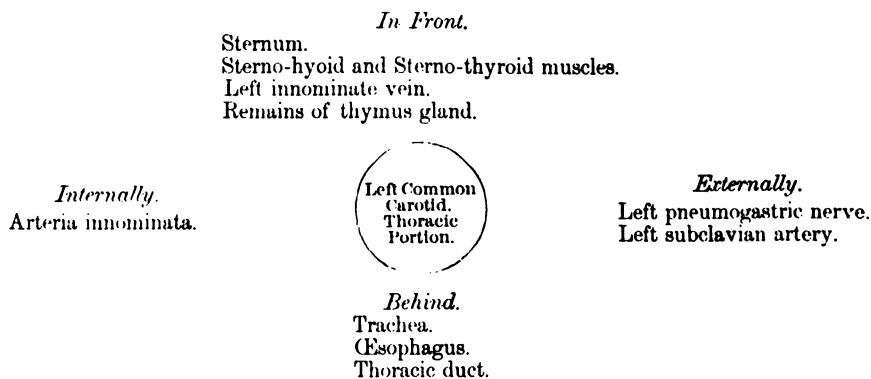 In Front.
Sternum.
Sterno-hyoid and Sterno-thyroid muscles.
Left innominate vein.
Remains of thymus gland.
Internally.
Arteria innominata.
Left Common
Carotid.
Thoracic
Portion.
Externally.
Left pneumogastric nerve.
Left subclavian artery.
Behind.
Trachea.
Œsophagus.
Thoracic duct.